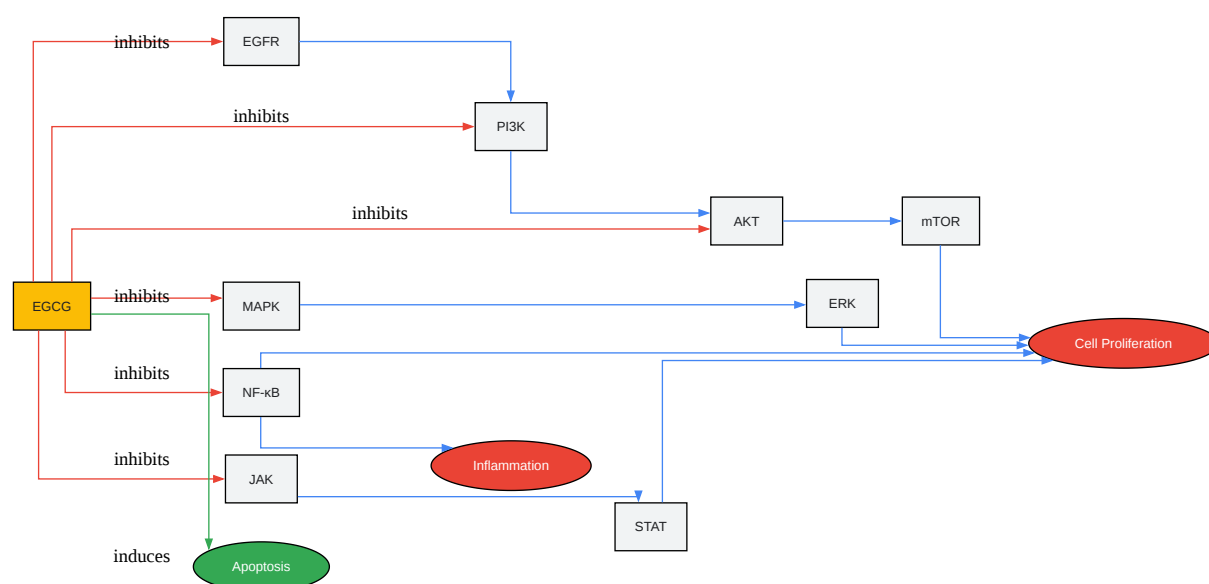 inhibits
EGFR
inhibits
PI3K
inhibits
AKT
mTOR
EGCG
inhibits
MAPK
ERK
Cell Proliferation
inhibits
NF-κB
inhibits
JAK
Inflammation
STAT
induces
Apoptosis